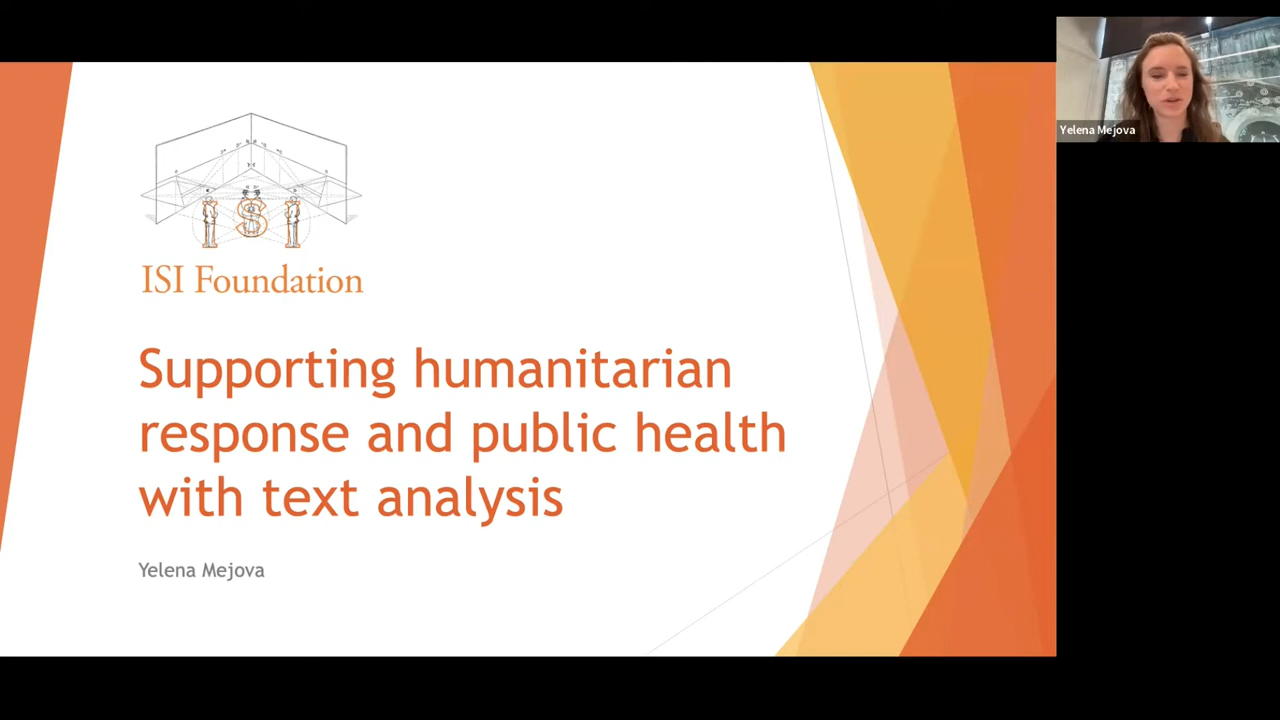 ISI Foundation
Supporting humanitarian
response and public health
with text analysis
Yelena Mejova
Yelena Mejova